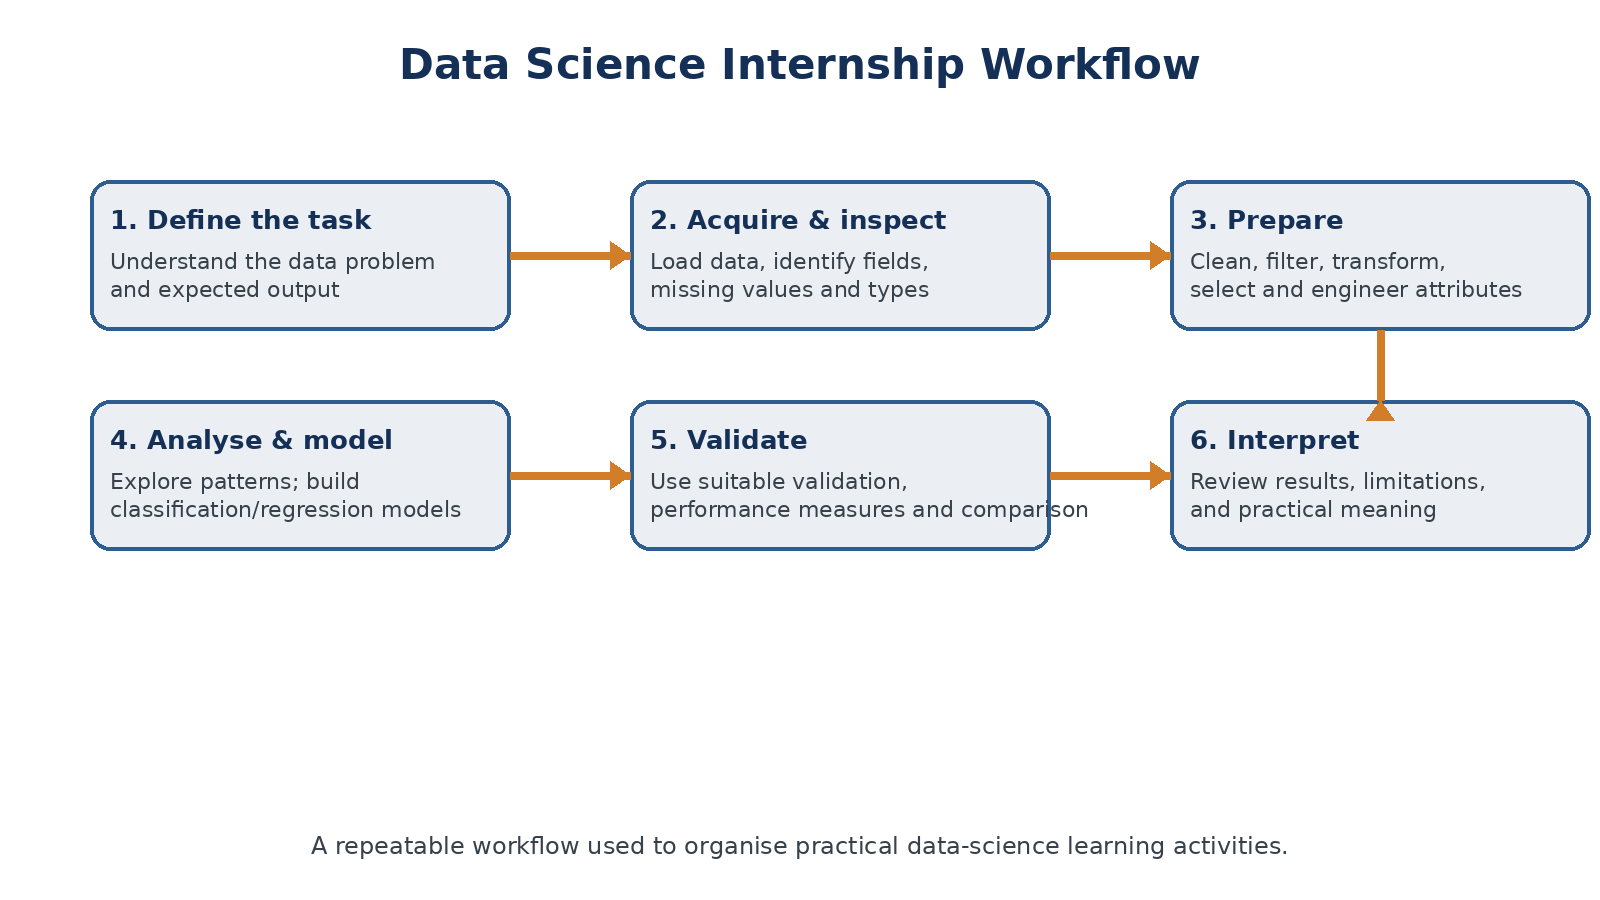 Data Science Internship Workflow
1. Define the task
Understand the data problem
and expected output
2. Acquire & inspect
Load data, identify fields,
missing values and types
3. Prepare
Clean, filter, transform,
select and engineer attributes
4. Analyse & model
Explore patterns; build
classification/regression models
5. Validate
Use suitable validation,
performance measures and comparison
6. Interpret
Review results, limitations,
and practical meaning
A repeatable workflow used to organise practical data-science learning activities.